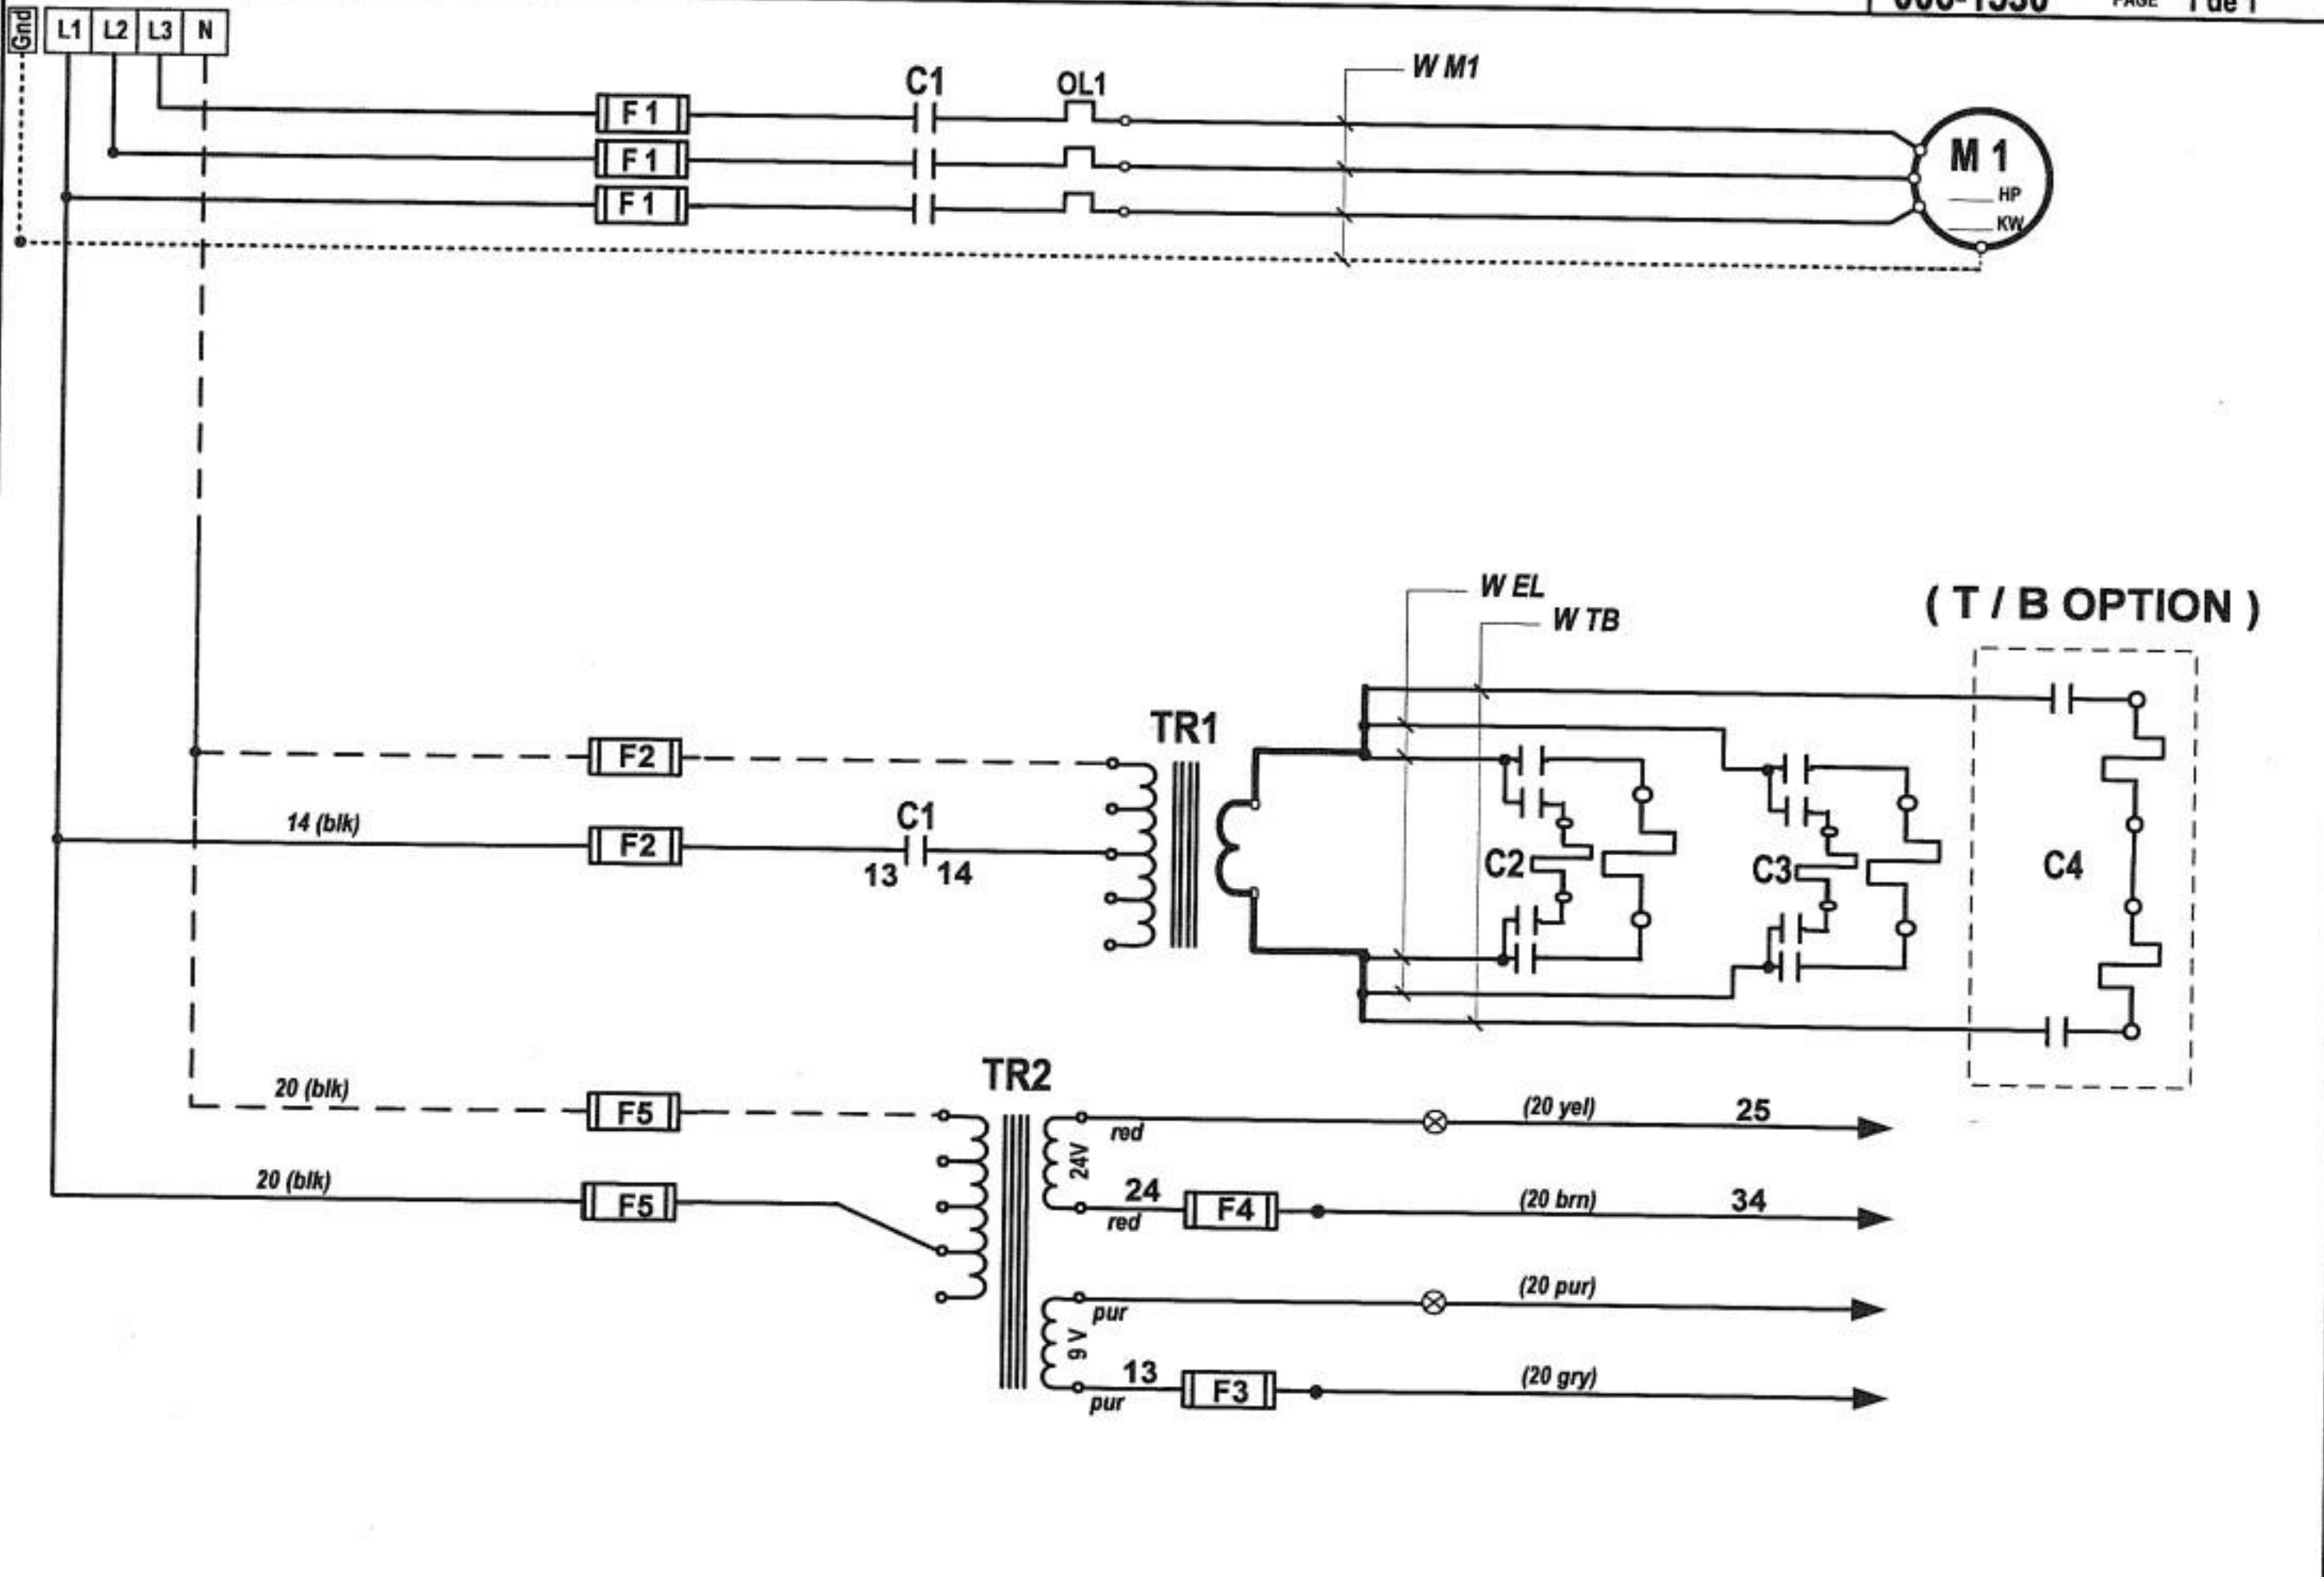 PAGE 1 de 1
Gnd L1 L2 L3 N
W M1
C1 OL1
F1
F1
F1
M 1
HP
KW
W EL
W TB
( T / B OPTION )
TR1
F2
14 (blk)
F2
C1
13 14
C2
C3
C4
TR2
20 (blk)
F5
20 (blk)
F5
24V
red
(20 yel)
25
24
red
F4
(20 brn)
34
9 V
pur
(20 pur)
13
pur
F3
(20 gry)